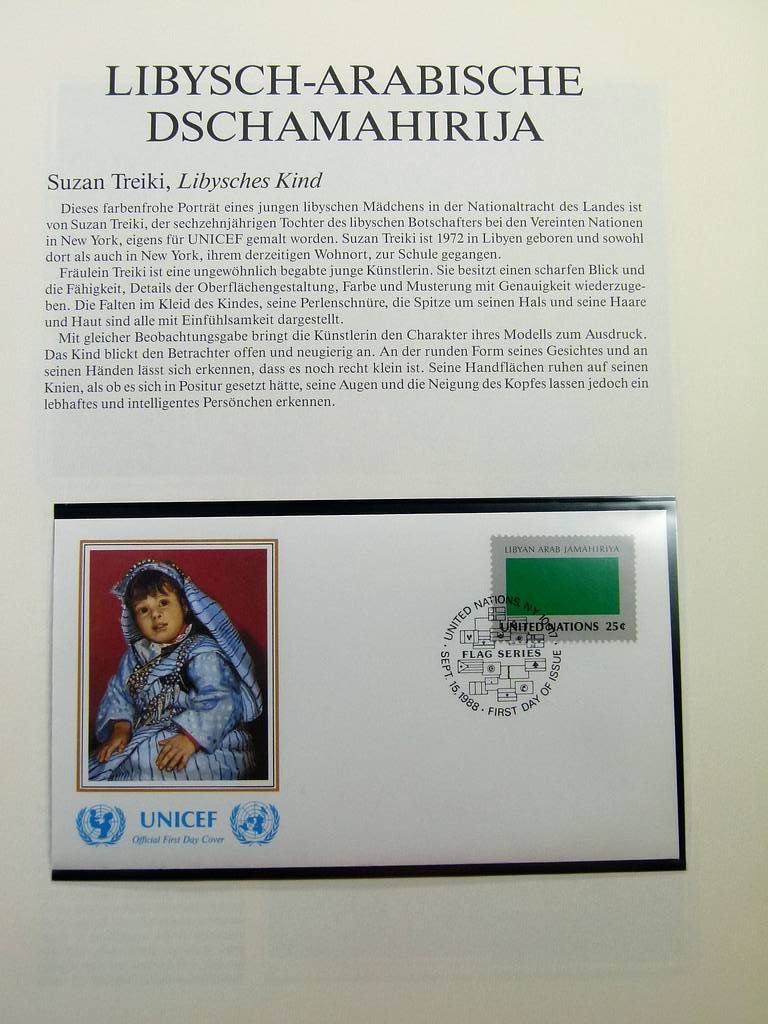 LIBYSCH-ARABISCHE
DSCHAMAHIRIJA
Suzan Treiki, Libysches Kind
Dieses farbenfrohe Porträt eines jungen libyschen Mädchens in der Nationaltracht des Landes ist
von Suzan Treiki, der sechzehnjährigen Tochter des libyschen Botschafters bei den Vereinten Nationen
in New York, eigens für UNICEF gemalt worden. Suzan Treiki ist 1972 in Libyen geboren und sowohl
dort als auch in New York, ihrem derzeitigen Wohnort, zur Schule gegangen.
Fräulein Treiki ist eine ungewöhnlich begabte junge Künstlerin. Sie besitzt einen scharfen Blick und
die Fähigkeit, Details der Oberflächengestaltung, Farbe und Musterung mit Genauigkeit wiederzuge-
ben. Die Falten im Kleid des Kindes, seine Perlenschnüre, die Spitze um seinen Hals und seine Haare
und Haut sind alle mit Einfühlsamkeit dargestellt.
Mit gleicher Beobachtungsgabe bringt die Künstlerin den Charakter ihres Modells zum Ausdruck.
Das Kind blickt den Betrachter offen und neugierig an. An der runden Form seines Gesichtes und an
seinen Händen lässt sich erkennen, dass es noch recht klein ist. Seine Handflächen ruhen auf seinen
Knien, als ob es sich in Positur gesetzt hätte, seine Augen und die Neigung des Kopfes lassen jedoch ein
lebhaftes und intelligentes Persönchen erkennen.
LIBYAN ARAB JAMAHIRIYA
UNITED NATIONS 25¢
UNITED NATIONS, NY 10017
FLAG SERIES
SEPT. 15, 1988 · FIRST DAY OF ISSUE
UNICEF
Official First Day Cover